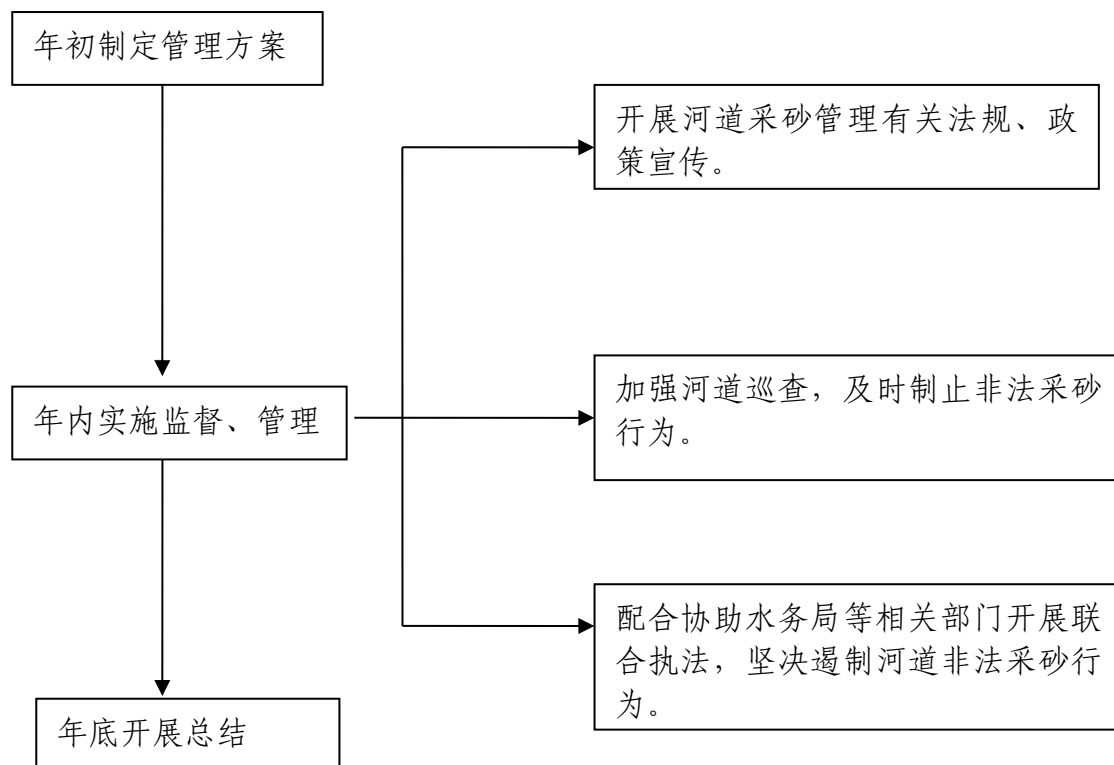 年初制定管理方案
开展河道采砂管理有关法规、政
策宣传。
加强河道巡查，及时制止非法采砂
行为。
年内实施监督、管理
配合协助水务局等相关部门开展联
合执法，坚决遏制河道非法采砂行
为。
年底开展总结